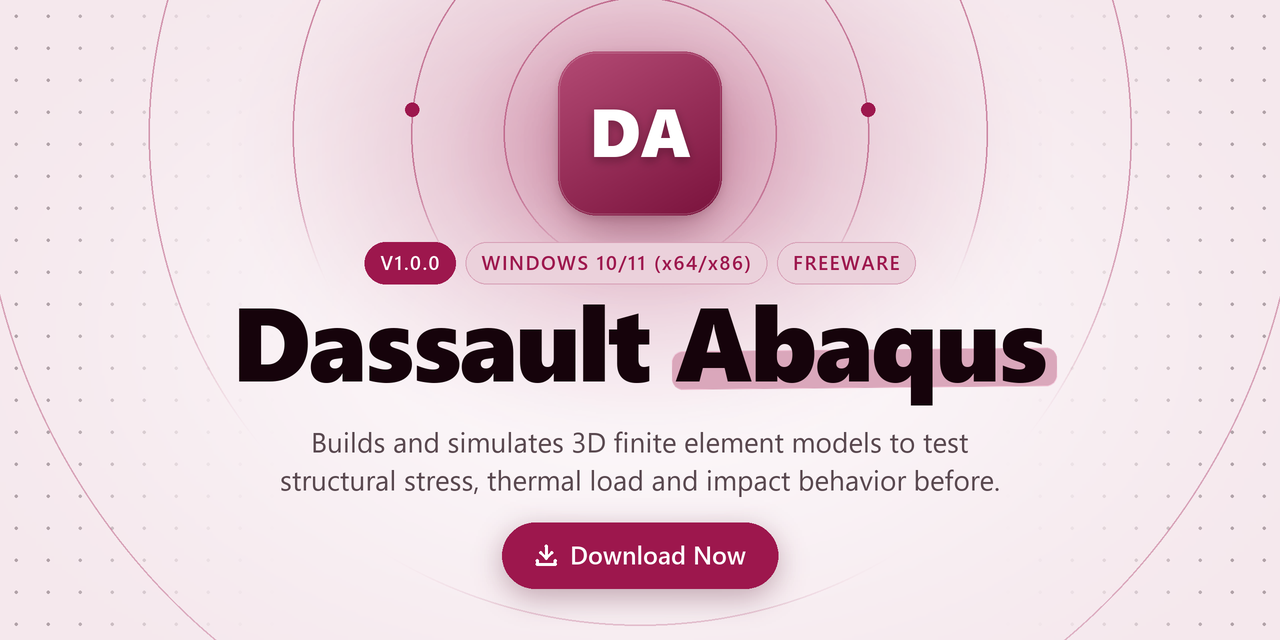 DA
V1.0.0 WINDOWS 10/11 (x64/x86) FREEWARE
Dassault Abaqus
Builds and simulates 3D finite element models to test
structural stress, thermal load and impact behavior before.
Download Now